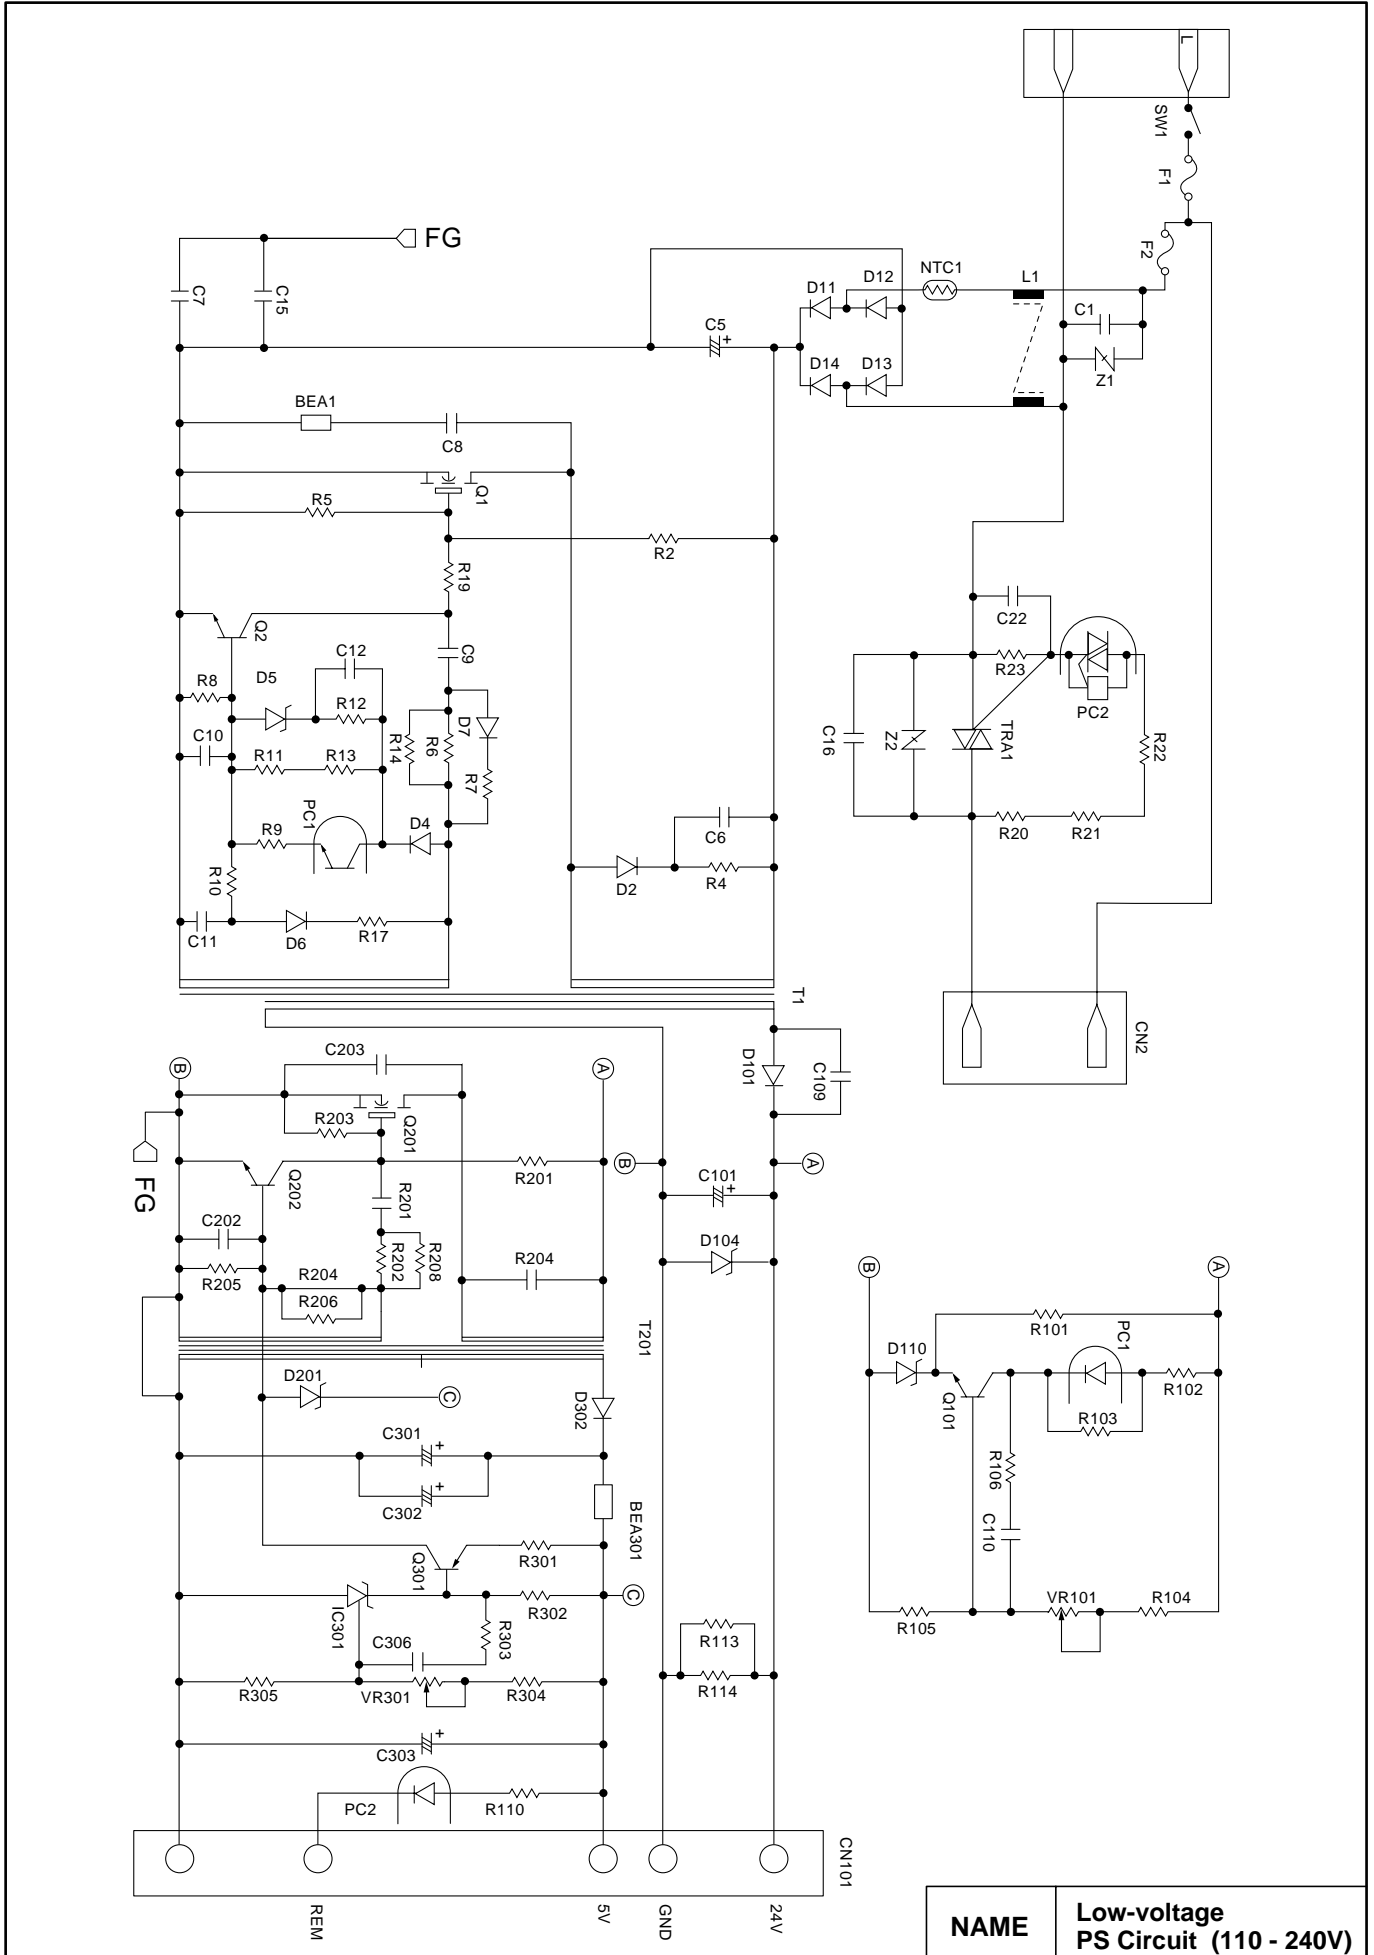 L
SW1
F1
F2
FG
NTC1
L1
D11
D12
C1
C7
C15
C5
Z1
D14
D13
BEA1
C8
Q1
R5
R2
R19
C22
Q2
C12
C9
R23
R8
D5
R12
D7
PC2
C10
R14
R6
C16
Z2
TRA1
R22
R11
R13
R7
PC1
R9
D4
C6
R20
R21
R10
D2
R4
C11
D6
R17
T1
CN2
C203
D101
C109
B
A
R203
Q201
FG
Q202
R201
B
C101
A
C202
R201
D104
R205
R204
R202
R208
R204
B
A
R206
T201
R101
PC1
D110
D201
C
D302
Q101
R102
R103
C301
R106
C302
BEA301
C110
Q301
R301
C
VR101
R104
IC301
R302
R105
C306
R303
R113
R305
VR301
R304
R114
C303
PC2
R110
CN101
REM
5V
GND
24V
NAME
Low-voltage
PS Circuit (110 - 240V)